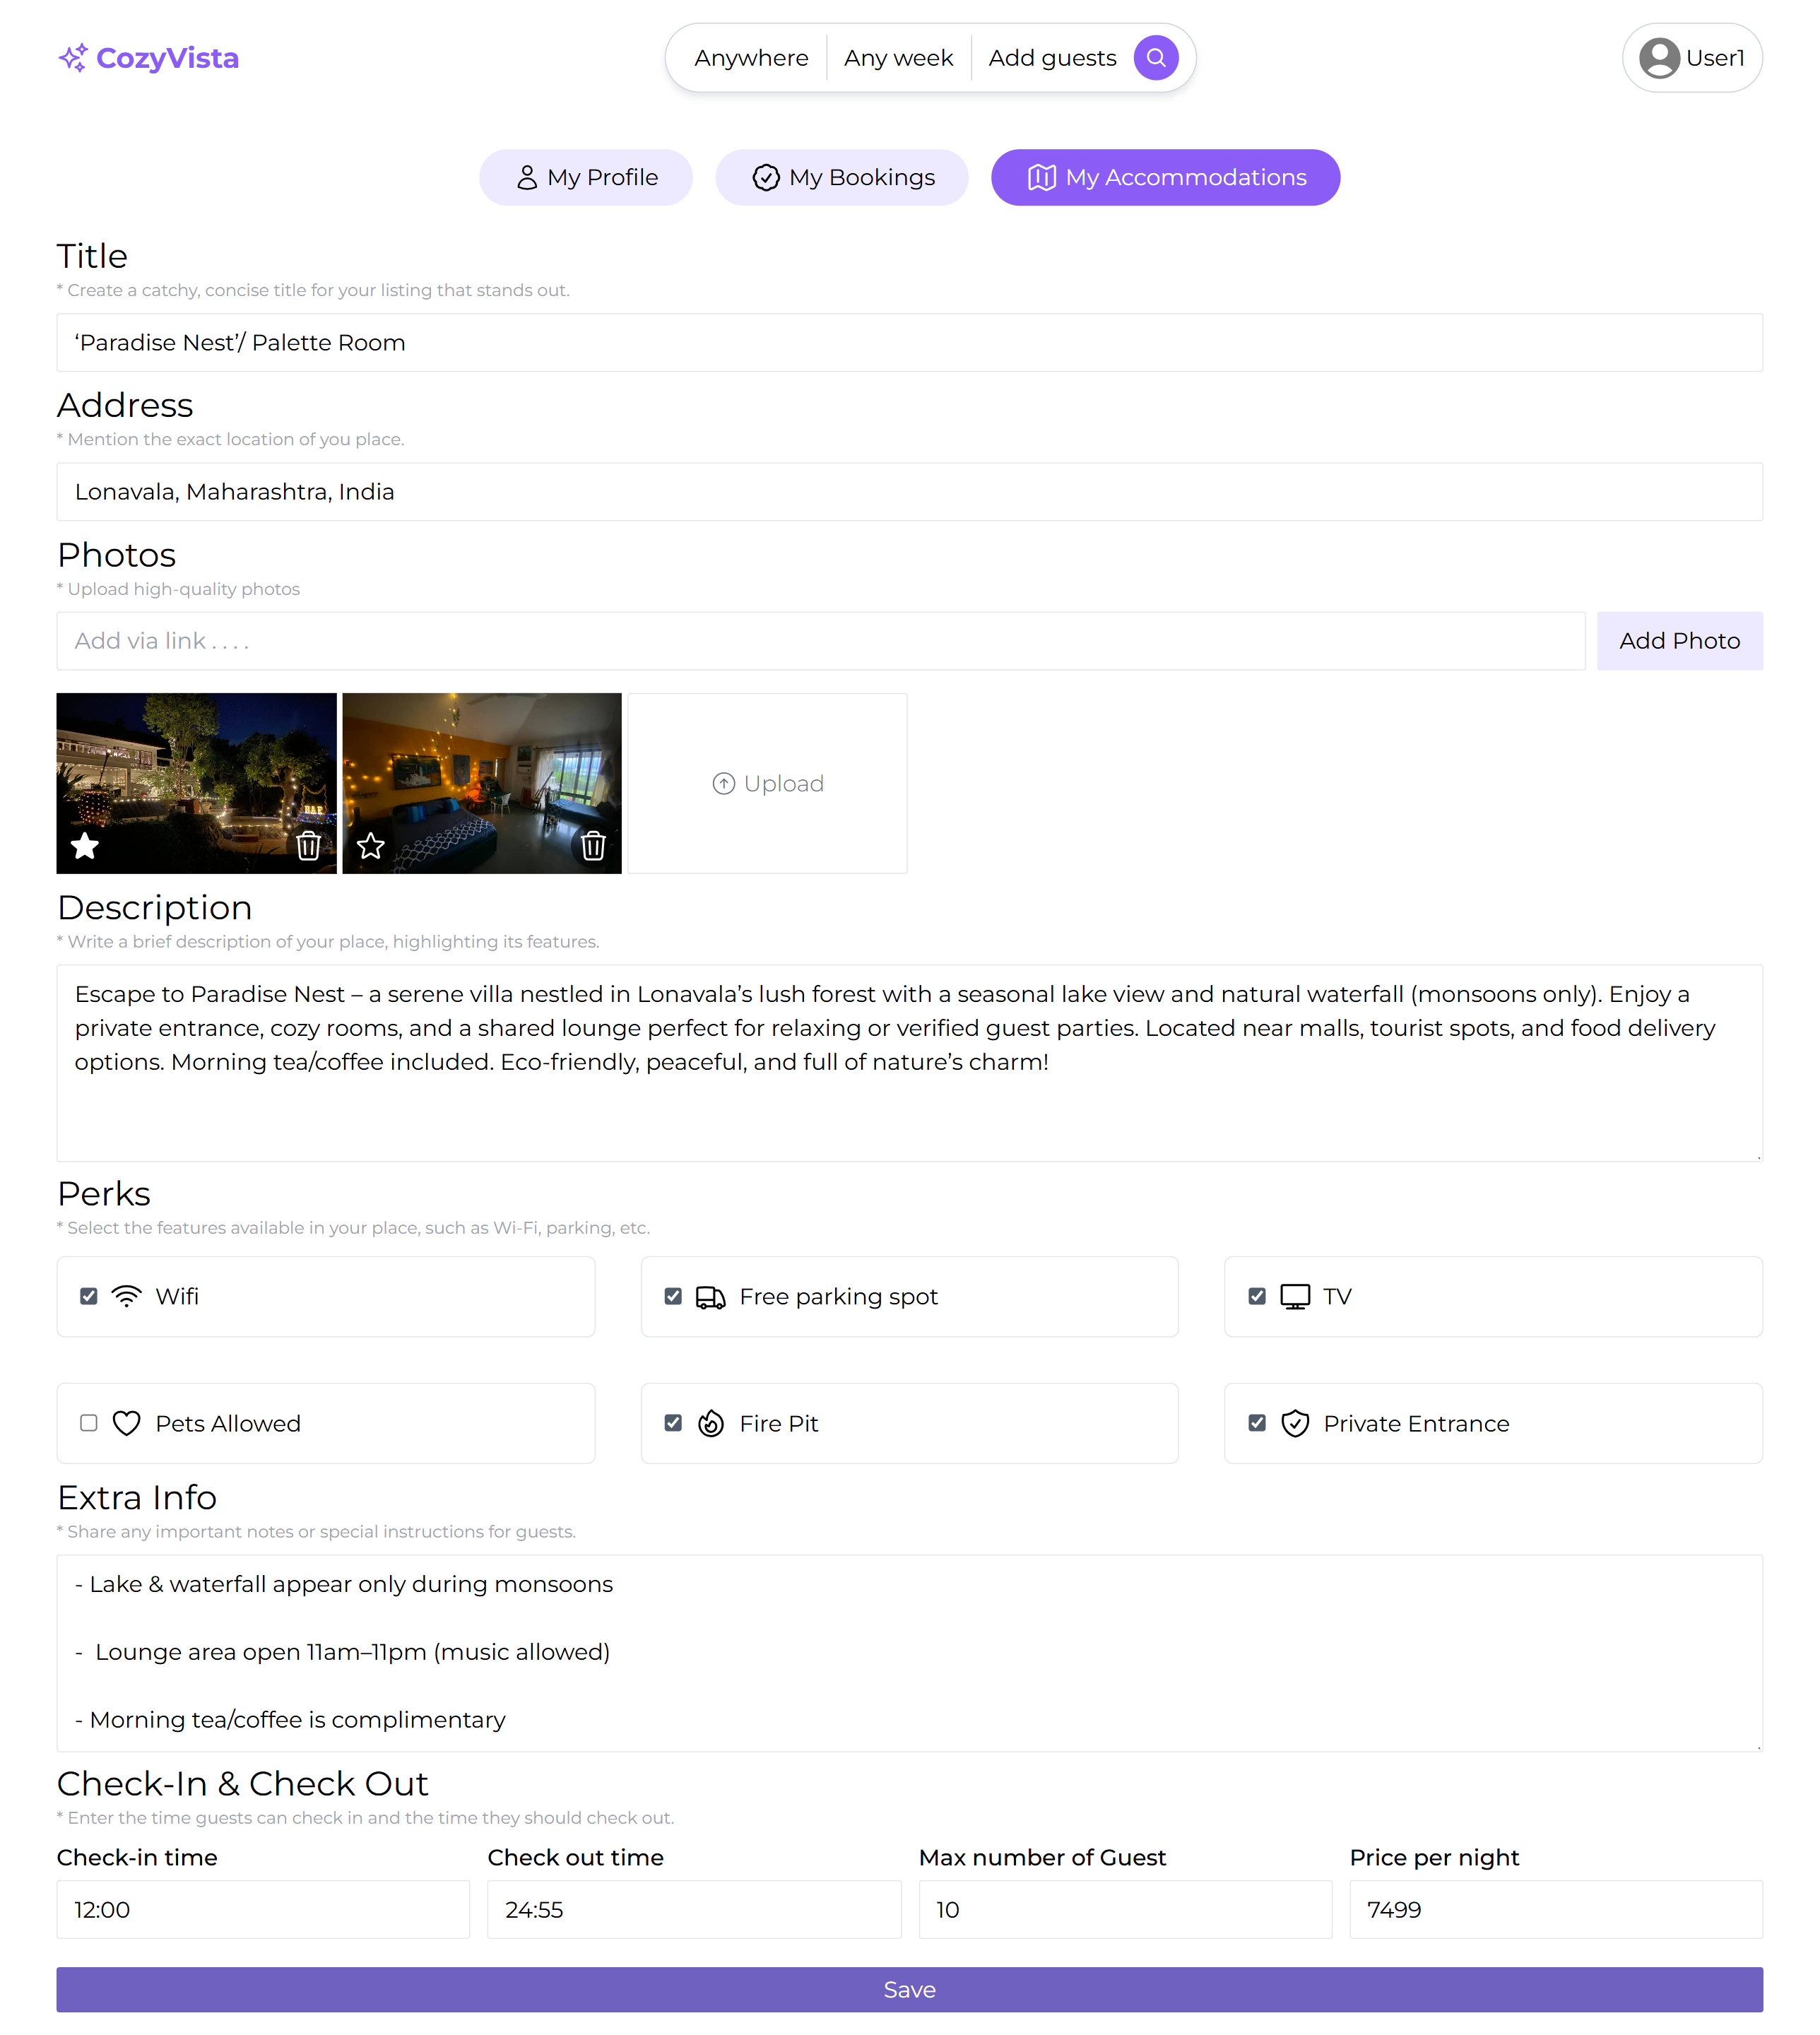 CozyVista
Anywhere
Any week
Add guests
User1
My Profile
My Bookings
My Accommodations
Title
* Create a catchy, concise title for your listing that stands out.
‘Paradise Nest’/ Palette Room
Address
* Mention the exact location of you place.
Lonavala, Maharashtra, India
Photos
* Upload high-quality photos
Add via link . . . .
Add Photo
Upload
Description
* Write a brief description of your place, highlighting its features.
Escape to Paradise Nest – a serene villa nestled in Lonavala’s lush forest with a seasonal lake view and natural waterfall (monsoons only). Enjoy a
private entrance, cozy rooms, and a shared lounge perfect for relaxing or verified guest parties. Located near malls, tourist spots, and food delivery
options. Morning tea/coffee included. Eco-friendly, peaceful, and full of nature’s charm!
Perks
* Select the features available in your place, such as Wi-Fi, parking, etc.
Wifi
Free parking spot
TV
Pets Allowed
Fire Pit
Private Entrance
Extra Info
* Share any important notes or special instructions for guests.
- Lake & waterfall appear only during monsoons
-  Lounge area open 11am–11pm (music allowed)
- Morning tea/coffee is complimentary
Check-In & Check Out
* Enter the time guests can check in and the time they should check out.
Check-in time
Check out time
Max number of Guest
Price per night
12:00
24:55
10
7499
Save